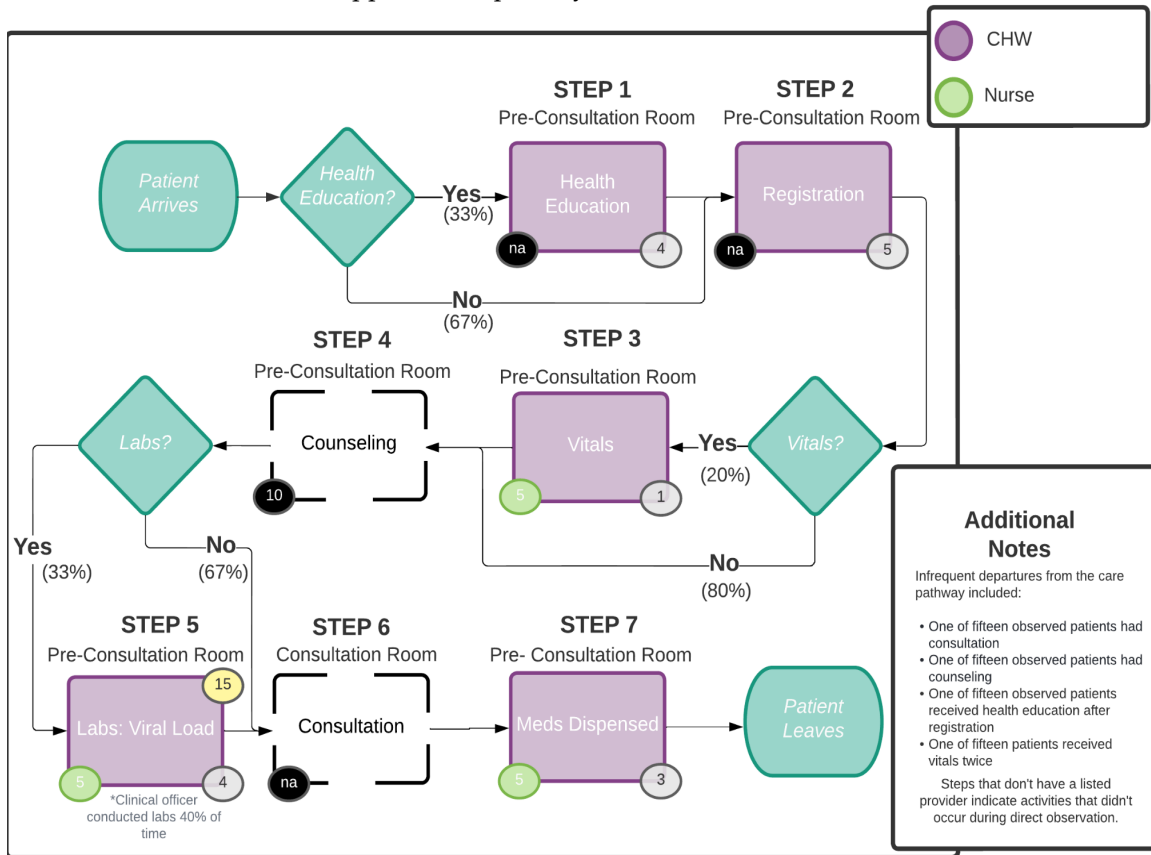 CHW
Nurse
STEP 1
Pre-Consultation Room
STEP 2
Pre-Consultation Room
Patient
Arrives
Health
Education?
Yes
(33%)
Health
Education
na
4
Registration
na
5
No
(67%)
STEP 4
Pre-Consultation Room
STEP 3
Pre-Consultation Room
Labs?
Counseling
10
Vitals
5
1
Yes
(20%)
Vitals?
No
(80%)
Yes
(33%)
No
(67%)
STEP 5
Pre-Consultation Room
15
Labs: Viral Load
5
4
*Clinical officer
conducted labs 40% of
time
STEP 6
Consultation Room
Consultation
na
STEP 7
Pre- Consultation Room
Meds Dispensed
5
3
Patient
Leaves
Additional
Notes
Infrequent departures from the care
pathway included:
• One of fifteen observed patients had
consultation
• One of fifteen observed patients had
counseling
• One of fifteen observed patients
received health education after
registration
• One of fifteen patients received
vitals twice
Steps that don't have a listed
provider indicate activities that didn't
occur during direct observation.